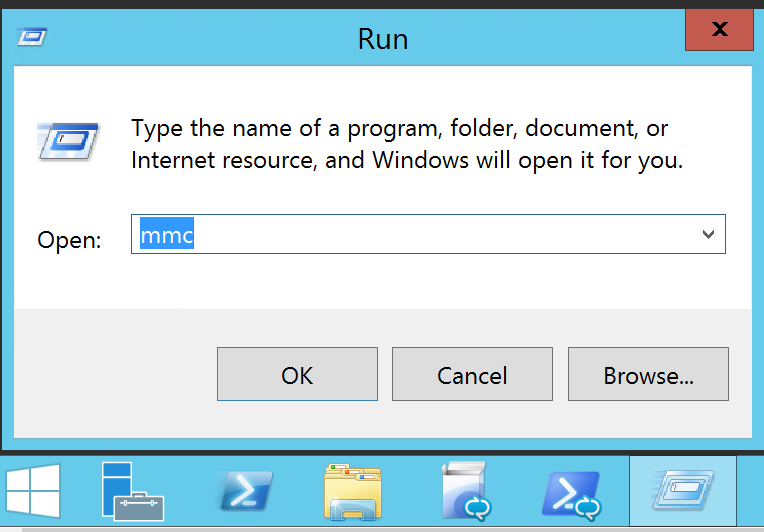 Run
Type the name of a program, folder, document, or
Internet resource, and Windows will open it for you.
Open:
mmc
OK
Cancel
Browse...